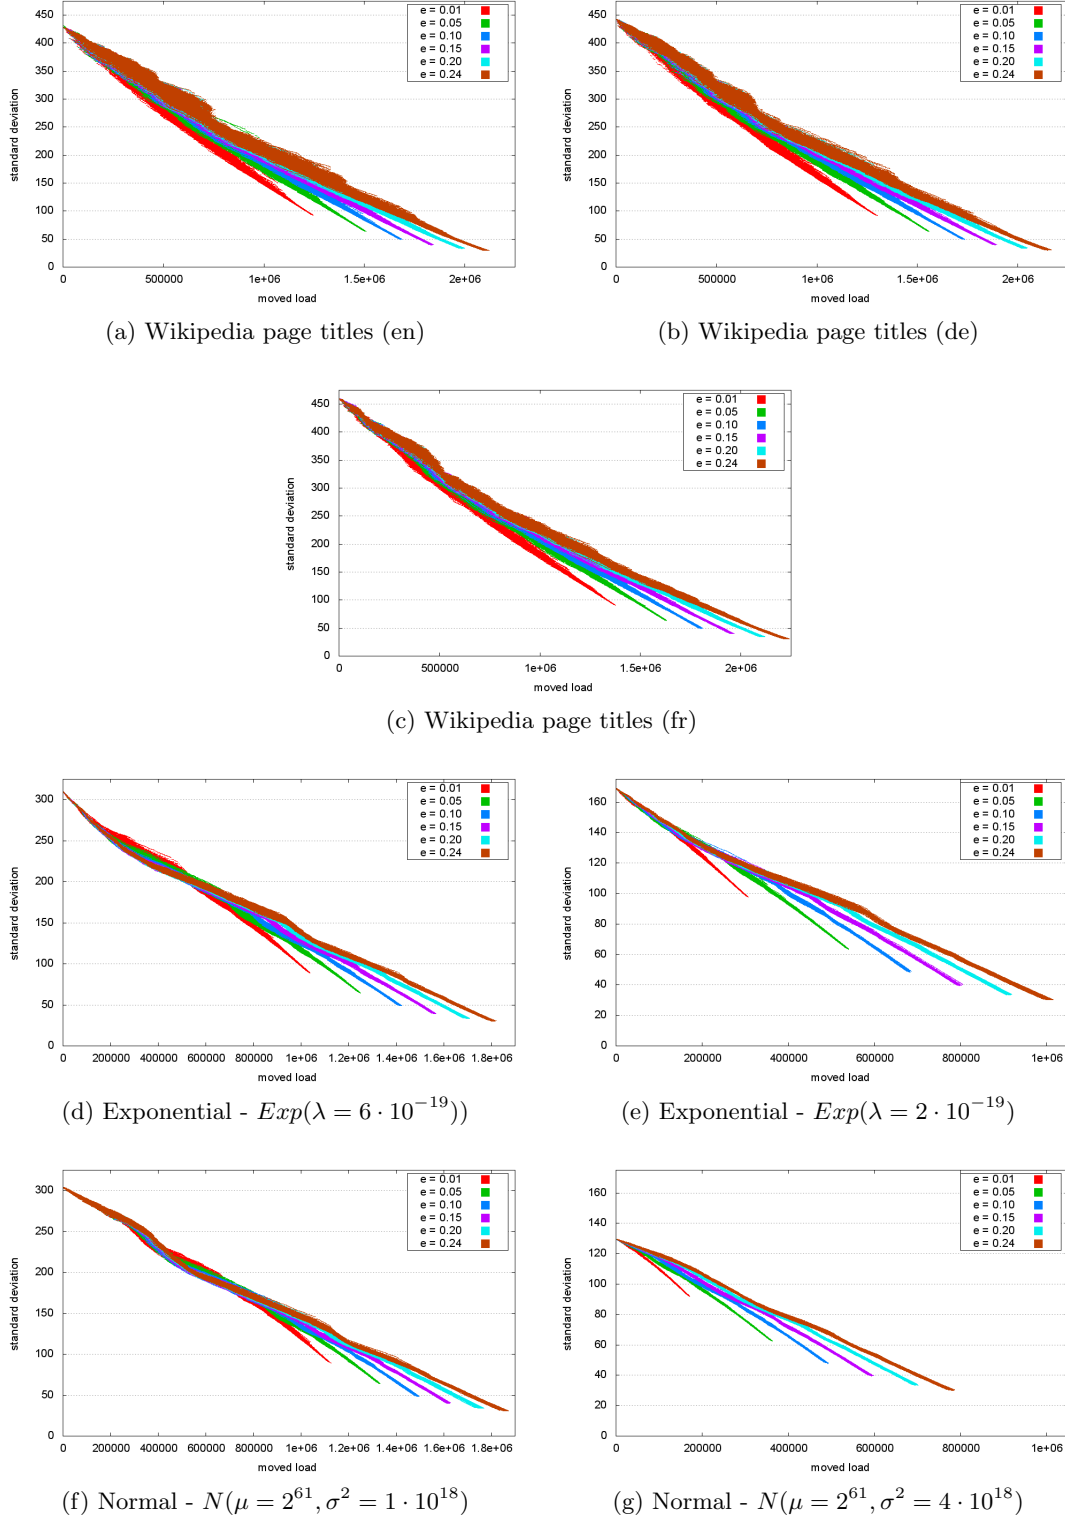 450
400
350
300
250
200
150
100
50
0
standard deviation
e = 0.01
e = 0.05
e = 0.10
e = 0.15
e = 0.20
e = 0.24
0 500000 1e+06 1.5e+06 2e+06
moved load
(a) Wikipedia page titles (en)
450
400
350
300
250
200
150
100
50
0
standard deviation
e = 0.01
e = 0.05
e = 0.10
e = 0.15
e = 0.20
e = 0.24
0 500000 1e+06 1.5e+06 2e+06
moved load
(b) Wikipedia page titles (de)
450
400
350
300
250
200
150
100
50
0
standard deviation
e = 0.01
e = 0.05
e = 0.10
e = 0.15
e = 0.20
e = 0.24
0 500000 1e+06 1.5e+06 2e+06
moved load
(c) Wikipedia page titles (fr)
300
250
200
150
100
50
0
standard deviation
e = 0.01
e = 0.05
e = 0.10
e = 0.15
e = 0.20
e = 0.24
0 200000 400000 600000 800000 1e+06 1.2e+06 1.4e+06 1.6e+06 1.8e+06
moved load
(d) Exponential - Exp(λ = 6 · 10⁻¹⁹))
160
140
120
100
80
60
40
20
0
standard deviation
e = 0.01
e = 0.05
e = 0.10
e = 0.15
e = 0.20
e = 0.24
0 200000 400000 600000 800000 1e+06
moved load
(e) Exponential - Exp(λ = 2 · 10⁻¹⁹)
300
250
200
150
100
50
0
standard deviation
e = 0.01
e = 0.05
e = 0.10
e = 0.15
e = 0.20
e = 0.24
0 200000 400000 600000 800000 1e+06 1.2e+06 1.4e+06 1.6e+06 1.8e+06
moved load
(f) Normal - N(μ = 2⁶¹, σ² = 1 · 10¹⁸)
160
140
120
100
80
60
40
20
0
standard deviation
e = 0.01
e = 0.05
e = 0.10
e = 0.15
e = 0.20
e = 0.24
0 200000 400000 600000 800000 1e+06
moved load
(g) Normal - N(μ = 2⁶¹, σ² = 4 · 10¹⁸)